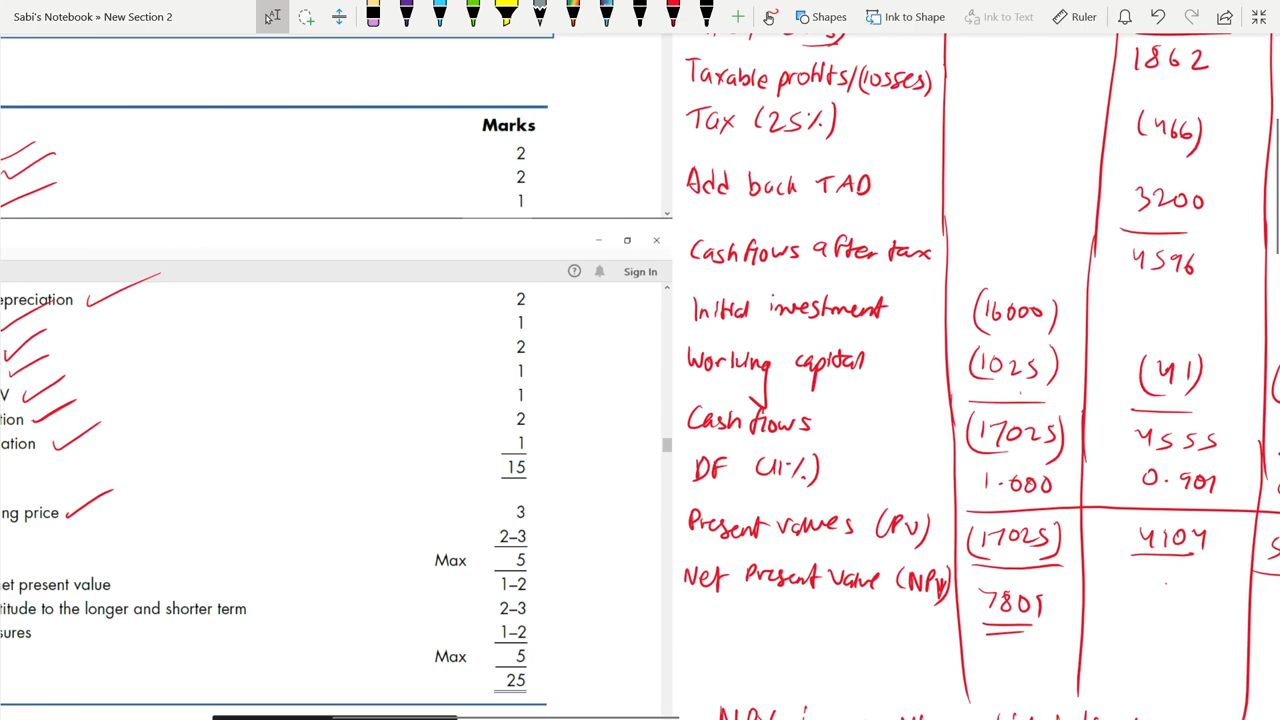 Sabi's Notebook » New Section 2
Shapes
Ink to Shape
Ink to Text
Ruler
Marks
2
2
1
Sign In
epreciation 2
1
2
1
V 1
tion 2
ation 1
15
ng price 3
2–3
Max 5
et present value 1–2
titude to the longer and shorter term 2–3
sures 1–2
Max 5
25
1862
Taxable profits/(losses)
Tax (25%) (466)
Add back TAD 3200
Cashflows after tax 4596
Initial investment (16000)
Working capital (1025) (41)
Cashflows (17025) 4555
DF (11%) 1.000 0.901
Present values (PV) (17025) 4104
Net Present Value (NPV) 7801